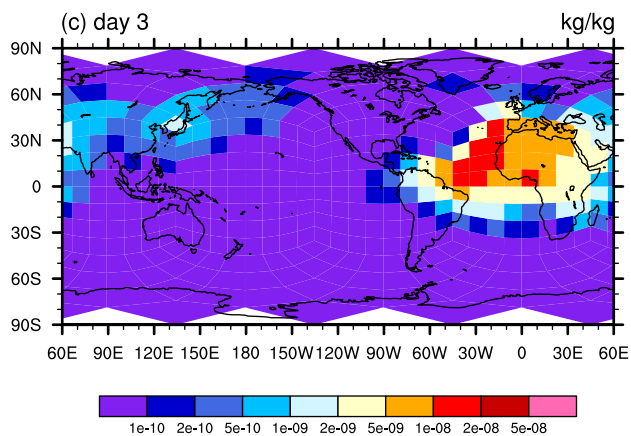 (c) day 3 kg/kg
90N
60N
30N
0
30S
60S
90S
60E 90E 120E 150E 180 150W 120W 90W 60W 30W 0 30E 60E
1e-10 2e-10 5e-10 1e-09 2e-09 5e-09 1e-08 2e-08 5e-08